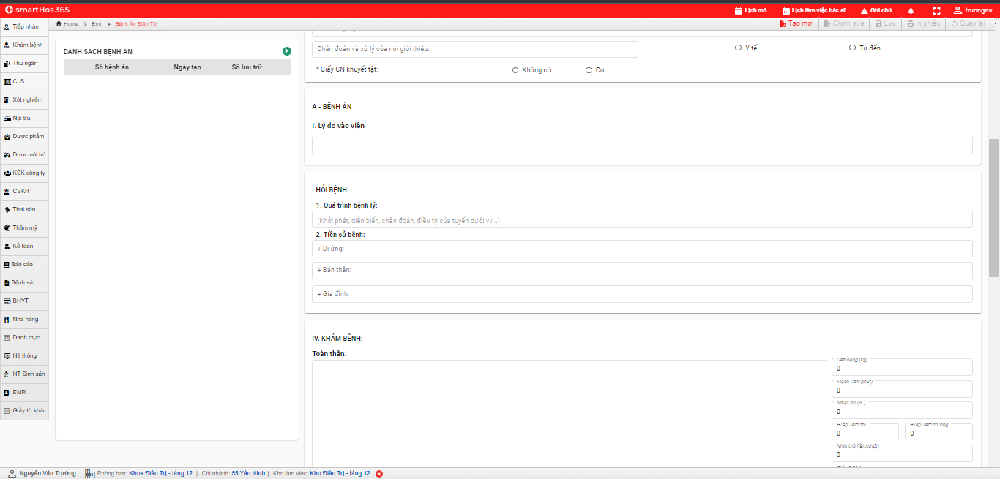 smartHos 365
Lịch mổ
Lịch làm việc bác sĩ
Ghi chú
truongnv
Home > Emr > Bệnh Án Điện Tử
Tạo mới
Chỉnh sửa
Lưu
In phiếu
Quay lại
Tiếp nhận
Khám bệnh
Thu ngân
CLS
Xét nghiệm
Nội trú
Dược phẩm
Dược nội trú
KSK công ty
CSKH
Thai sản
Thẩm mỹ
Kế toán
Báo cáo
Bệnh sử
BHYT
Nhà hàng
Danh mục
Hệ thống
HT Sinh sản
EMR
Giấy tờ khác
DANH SÁCH BỆNH ÁN
Số bệnh án Ngày tạo Số lưu trữ
Chẩn đoán và xử lý của nơi giới thiệu:
Y tế
Tự đến
* Giấy CN khuyết tật:
Không có
Có
A - BỆNH ÁN
I. Lý do vào viện
HỎI BỆNH
1. Quá trình bệnh lý:
(Khởi phát, diễn biến, chẩn đoán, điều trị của tuyến dưới vv...)
2. Tiền sử bệnh:
+ Dị ứng:
+ Bản thân:
+ Gia đình:
IV. KHÁM BỆNH:
Toàn thân:
Cân nặng (kg)
0
Mạch (lần/phút)
0
Nhiệt độ (ºC)
0
H/áp Tâm thu
0
H/áp Tâm trương
0
Nhịp thở (lần/phút)
0
Nguyễn Văn Trường
Phòng ban: Khoa Điều Trị - tầng 12 | Chi nhánh: 55 Yên Ninh | Kho làm việc: Kho Điều Trị - tầng 12